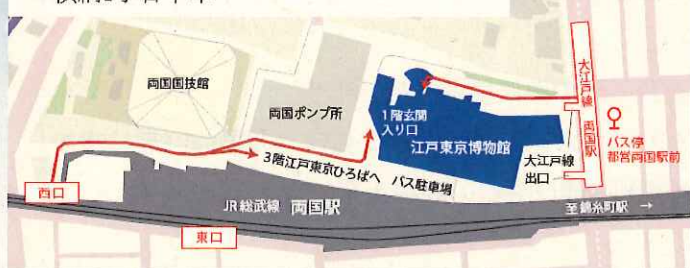 両国国技館
両国ポンプ所
1階玄関
入り口
江戸東京博物館
大江戸線
両国駅
バス停
都営両国駅前
大江戸線
出口
3階江戸東京ひろばへ
バス駐車場
西口
JR総武線 両国駅
東口
至錦糸町駅 →